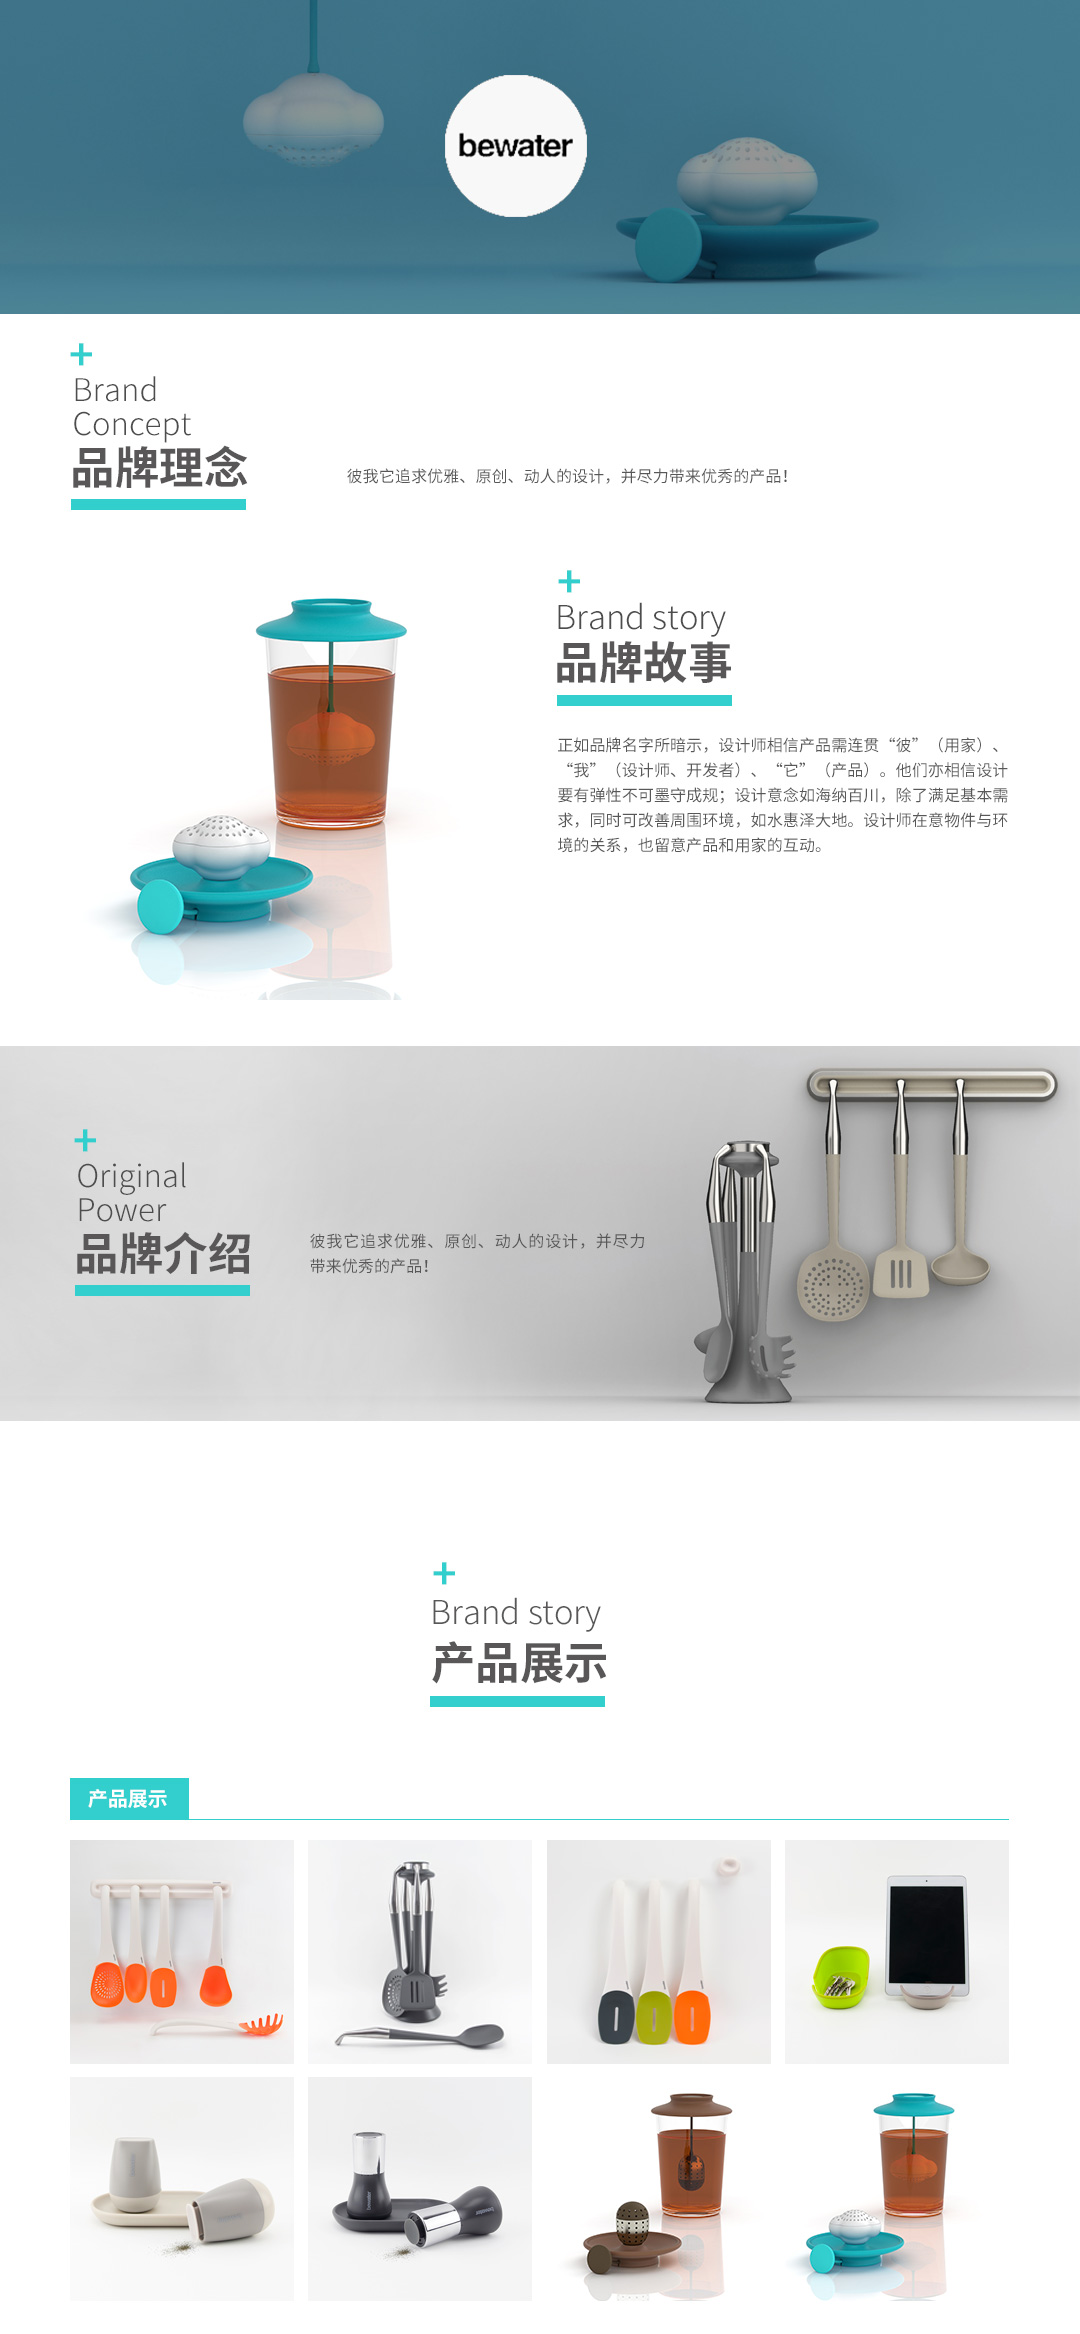 bewater
Brand
Concept
品牌理念
彼我它追求优雅、原创、动人的设计，并尽力带来优秀的产品！
Brand story
品牌故事
正如品牌名字所暗示，设计师相信产品需连贯“彼”（用家）、
“我”（设计师、开发者）、“它”（产品）。他们亦相信设计
要有弹性不可墨守成规；设计意念如海纳百川，除了满足基本需
求，同时可改善周围环境，如水惠泽大地。设计师在意物件与环
境的关系，也留意产品和用家的互动。
Original
Power
品牌介绍
彼我它追求优雅、原创、动人的设计，并尽力
带来优秀的产品！
Brand story
产品展示
产品展示
bewater
bewater
bewater
bewater